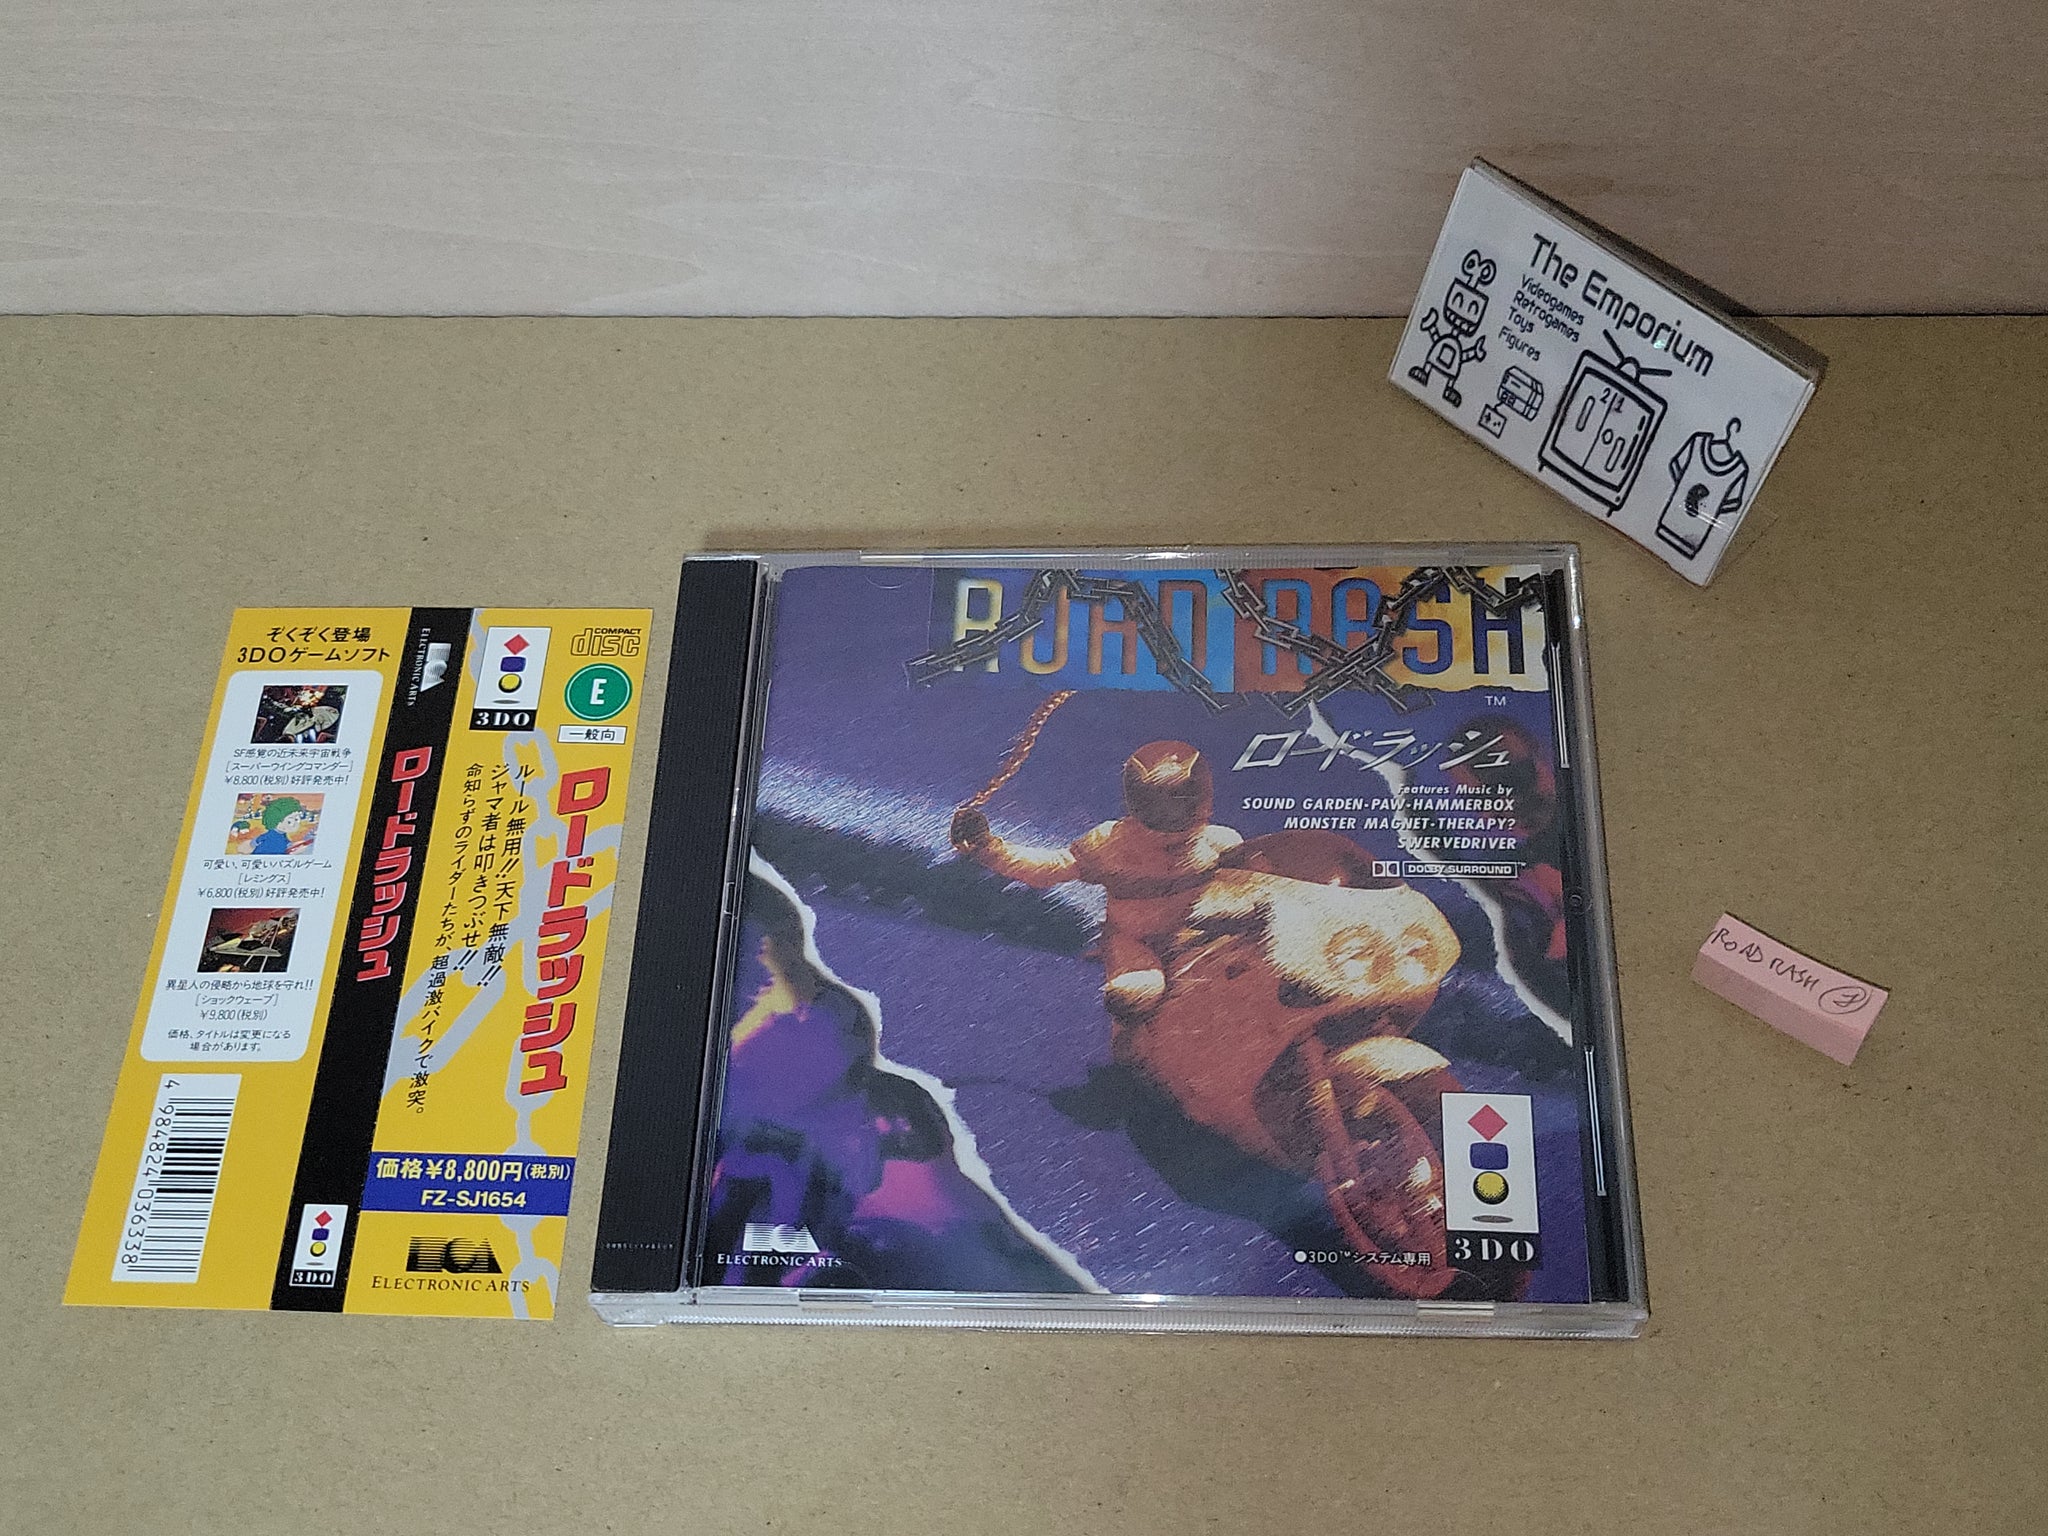 The Emporium
Videogames
Retrogames
Toys
Figures
ROAD RASH
TM
ロードラッシュ
Features Music by
SOUND GARDEN-PAW-HAMMERBOX
MONSTER MAGNET-THERAPY?
SWERVEDRIVER
DOLBY SURROUND
ELECTRONIC ARTS
●3DO™システム専用
3DO
ROAD RASH J
ぞくぞく登場
3DOゲームソフト
SF感覚の近未来宇宙戦争
[スーパーウイングコマンダー]
¥8,800(税別)好評発売中!
可愛い、可愛いパズルゲーム
[レミングス]
¥6,800(税別)好評発売中!
異星人の侵略から地球を守れ!!
[ショックウェーブ]
¥9,800(税別)
価格、タイトルは変更になる
場合があります。
4 984824 036338
ELECTRONIC ARTS
ロードラッシュ
3DO
3DO
COMPACT
disc
E
一般向
ロードラッシュ
ルール無用!!天下無敵!!
ジャマ者は叩きつぶせ!!
命知らずのライダーたちが、超過激バイクで激突。
価格¥8,800円(税別)
FZ-SJ1654
ELECTRONIC ARTS